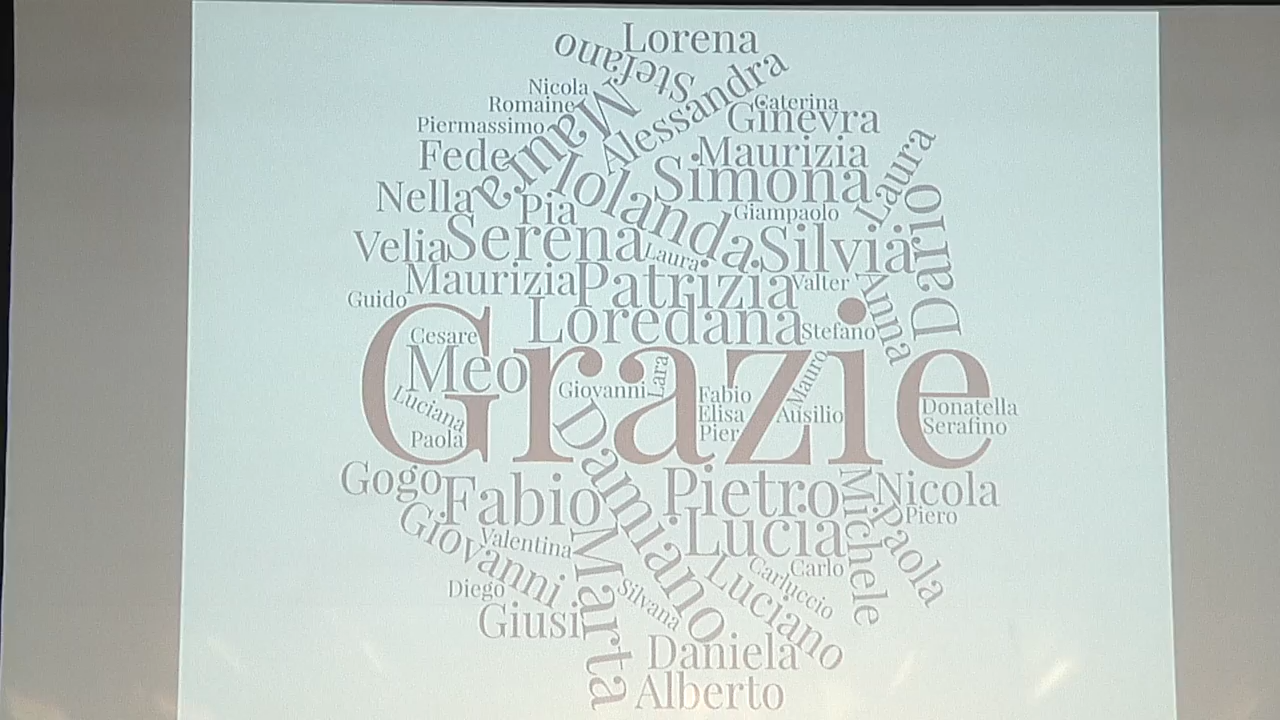 Lorena
Stefano
Alessandra
Nicola
Romaine
Maura
Caterina
Ginevra
Piermassimo
Fede
Maurizia
Laura
Iolanda
Simona
Dario
Nella
Pia
Giampaolo
Velia
Serena
Laura
Silvia
Maurizia
Patrizia
Valter
Anna
Guido
Loredana
Stefano
Grazie
Cesare
Meo
Giovanni
Lara
Mauro
Luciana
Fabio
Elisa
Ausilio
Donatella
Paola
Pier
Serafino
Damiano
Gogo
Fabio
Pietro
Michele
Nicola
Giovanni
Lucia
Paola
Piero
Valentina
Marta
Luciano
Carluccio
Carlo
Diego
Silvana
Giusi
Daniela
Alberto